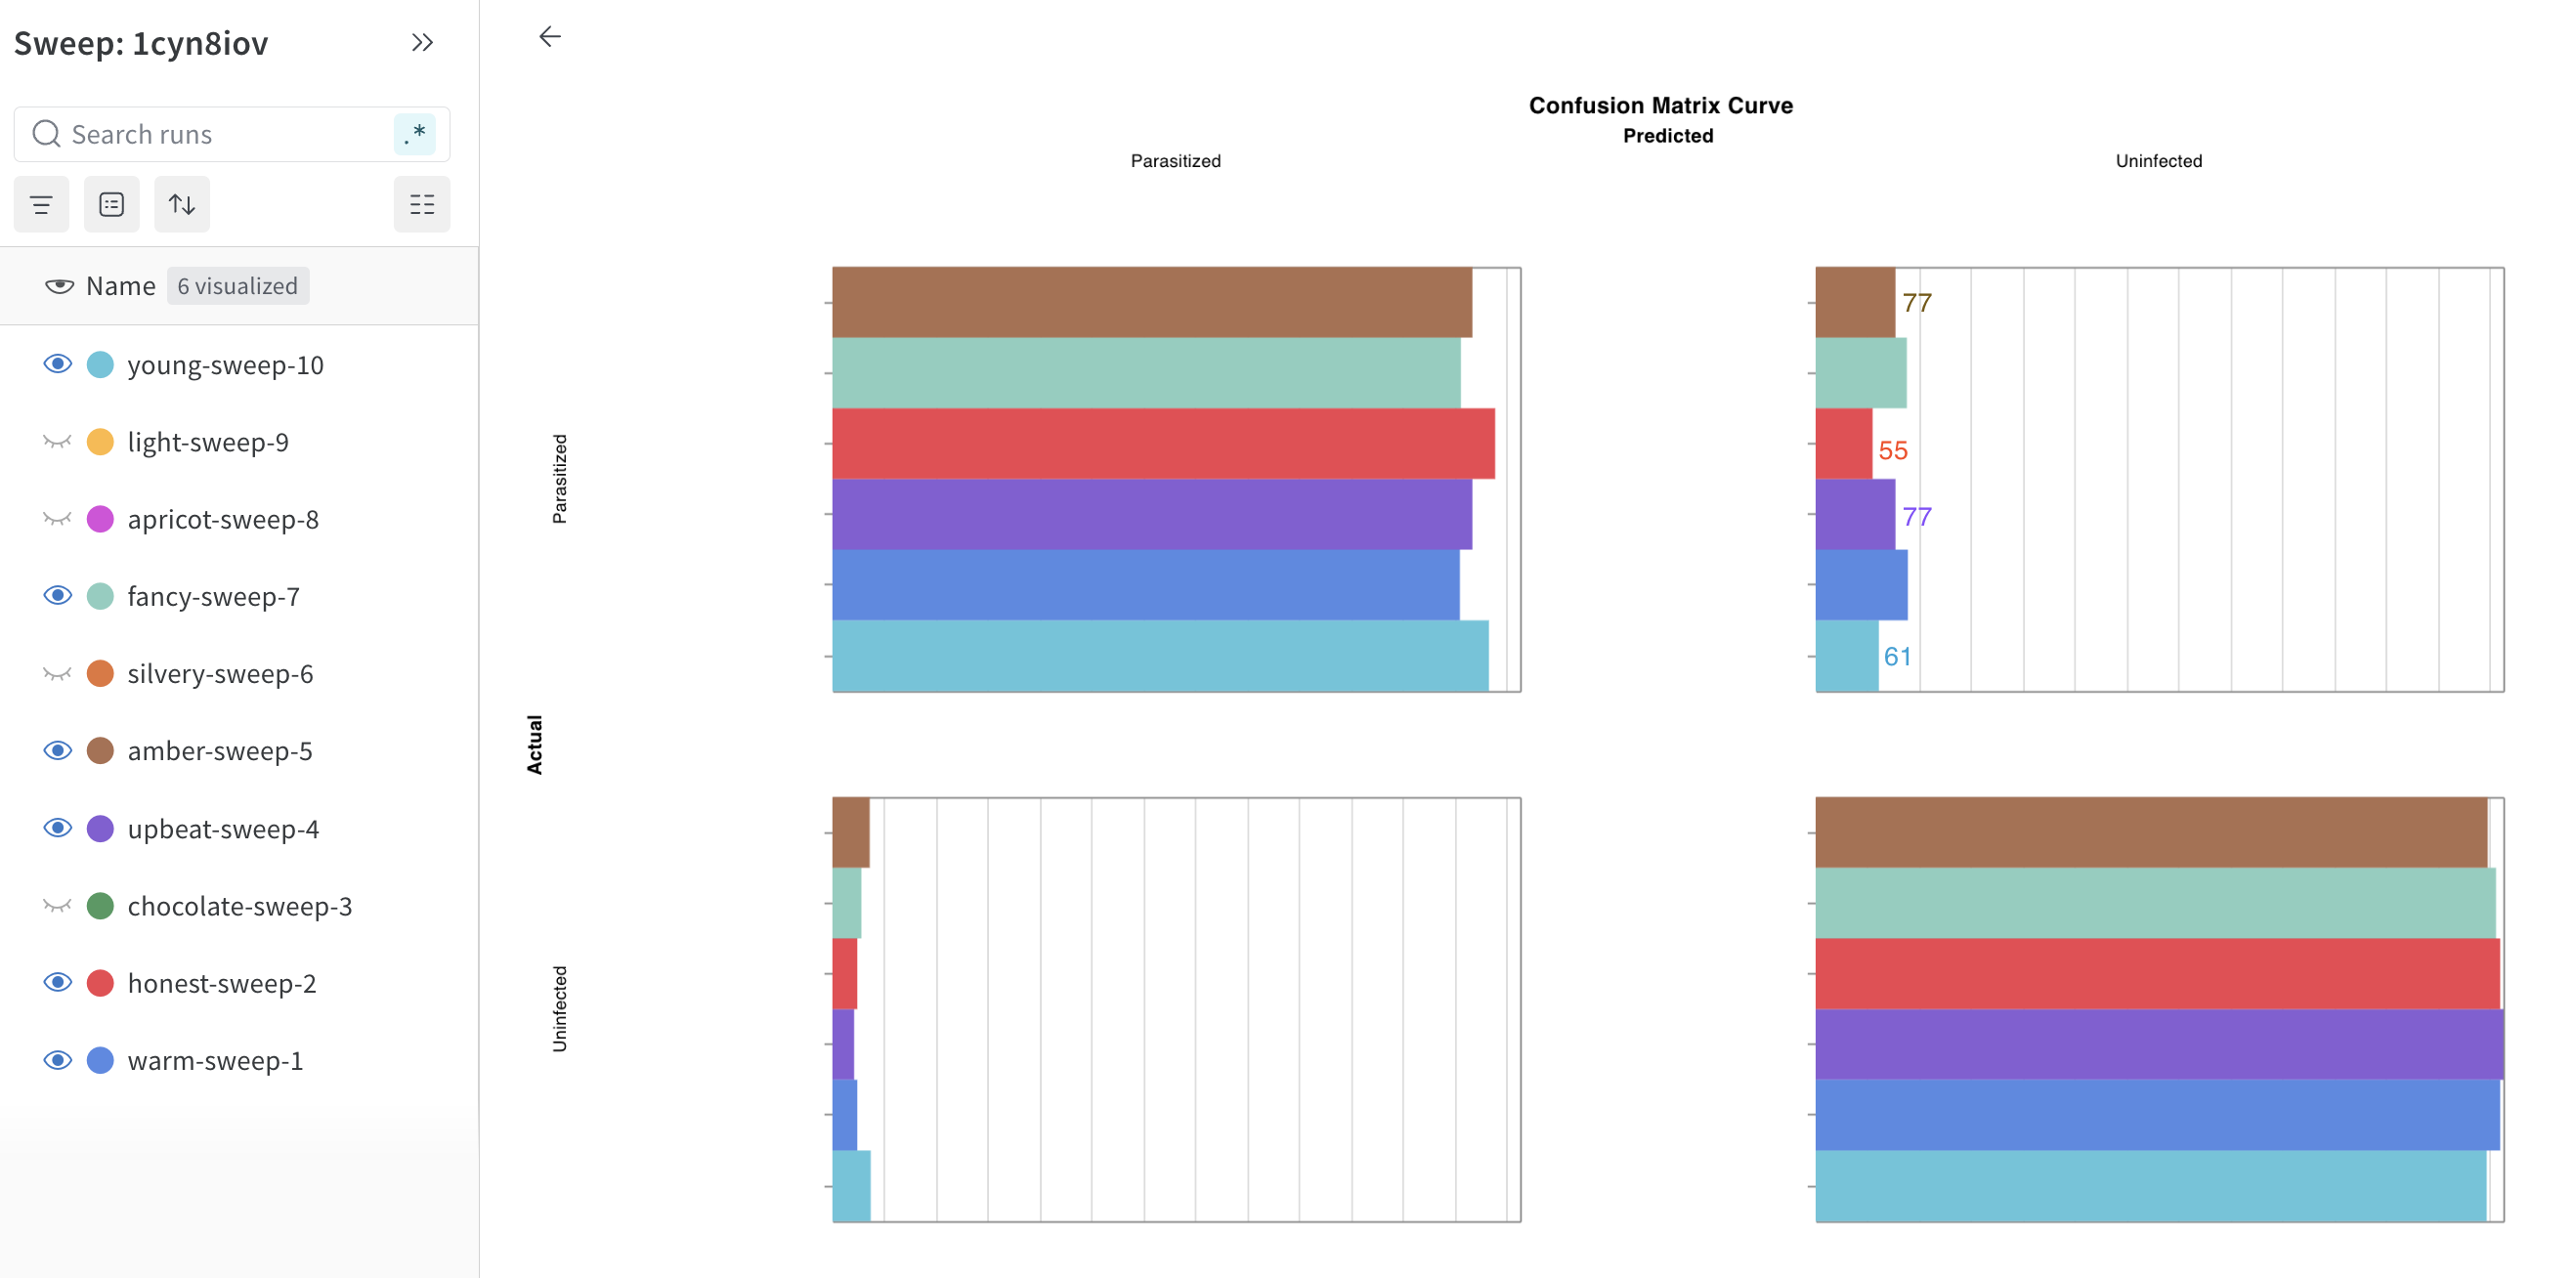 Sweep: 1cyn8iov
Search runs
.*
Name 6 visualized
young-sweep-10
light-sweep-9
apricot-sweep-8
fancy-sweep-7
silvery-sweep-6
amber-sweep-5
upbeat-sweep-4
chocolate-sweep-3
honest-sweep-2
warm-sweep-1
Confusion Matrix Curve
Predicted
Parasitized
Uninfected
Actual
Parasitized
77
55
77
61
Uninfected